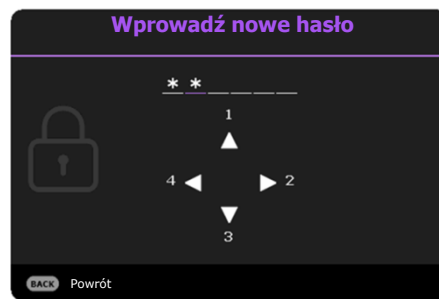 Wprowadź nowe hasło
* * _ _ _ _
1
4 ◀ ▶ 2
3
BACK Powrót